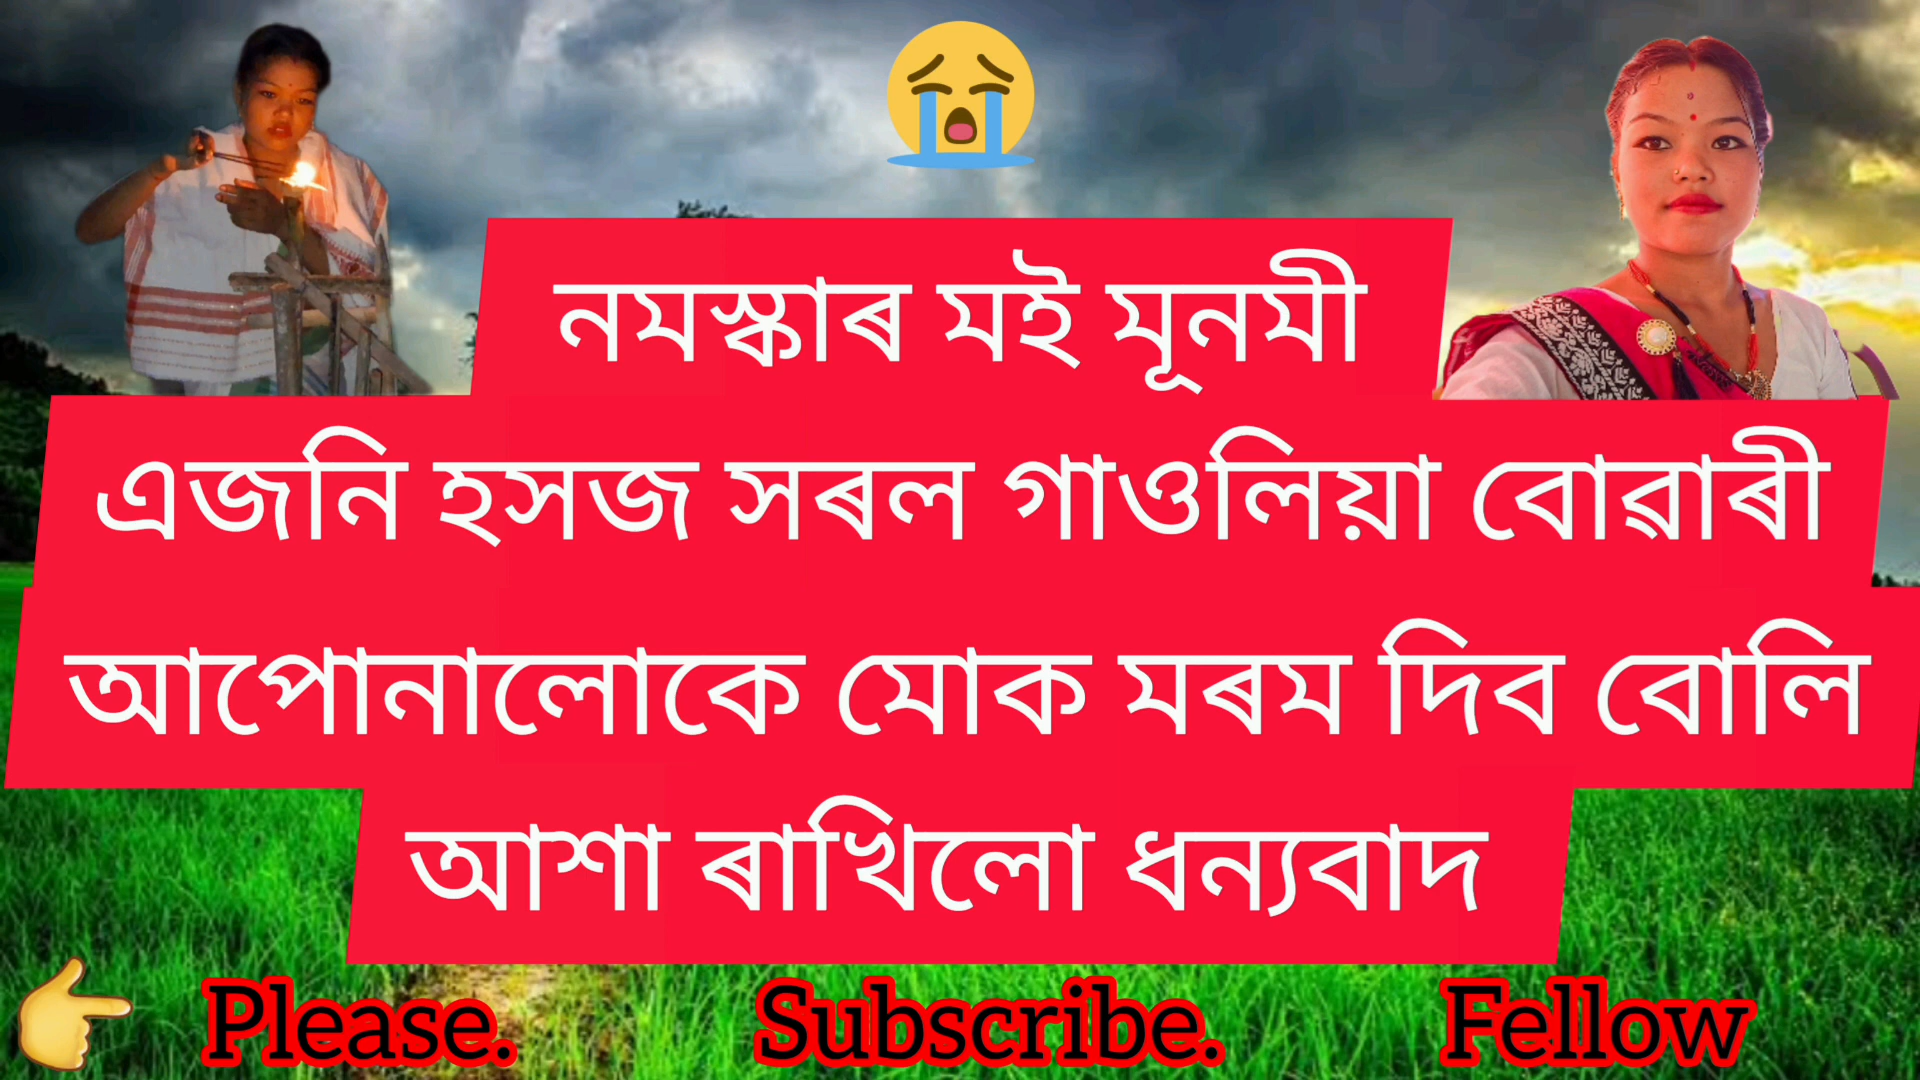 নমস্কাৰ মই মূনমী
এজনি হসজ সৰল গাওলিয়া বোৱাৰী
আপোনালোকে মোক মৰম দিব বোলি
আশা ৰাখিলো ধন্যবাদ
Please. Subscribe. Fellow